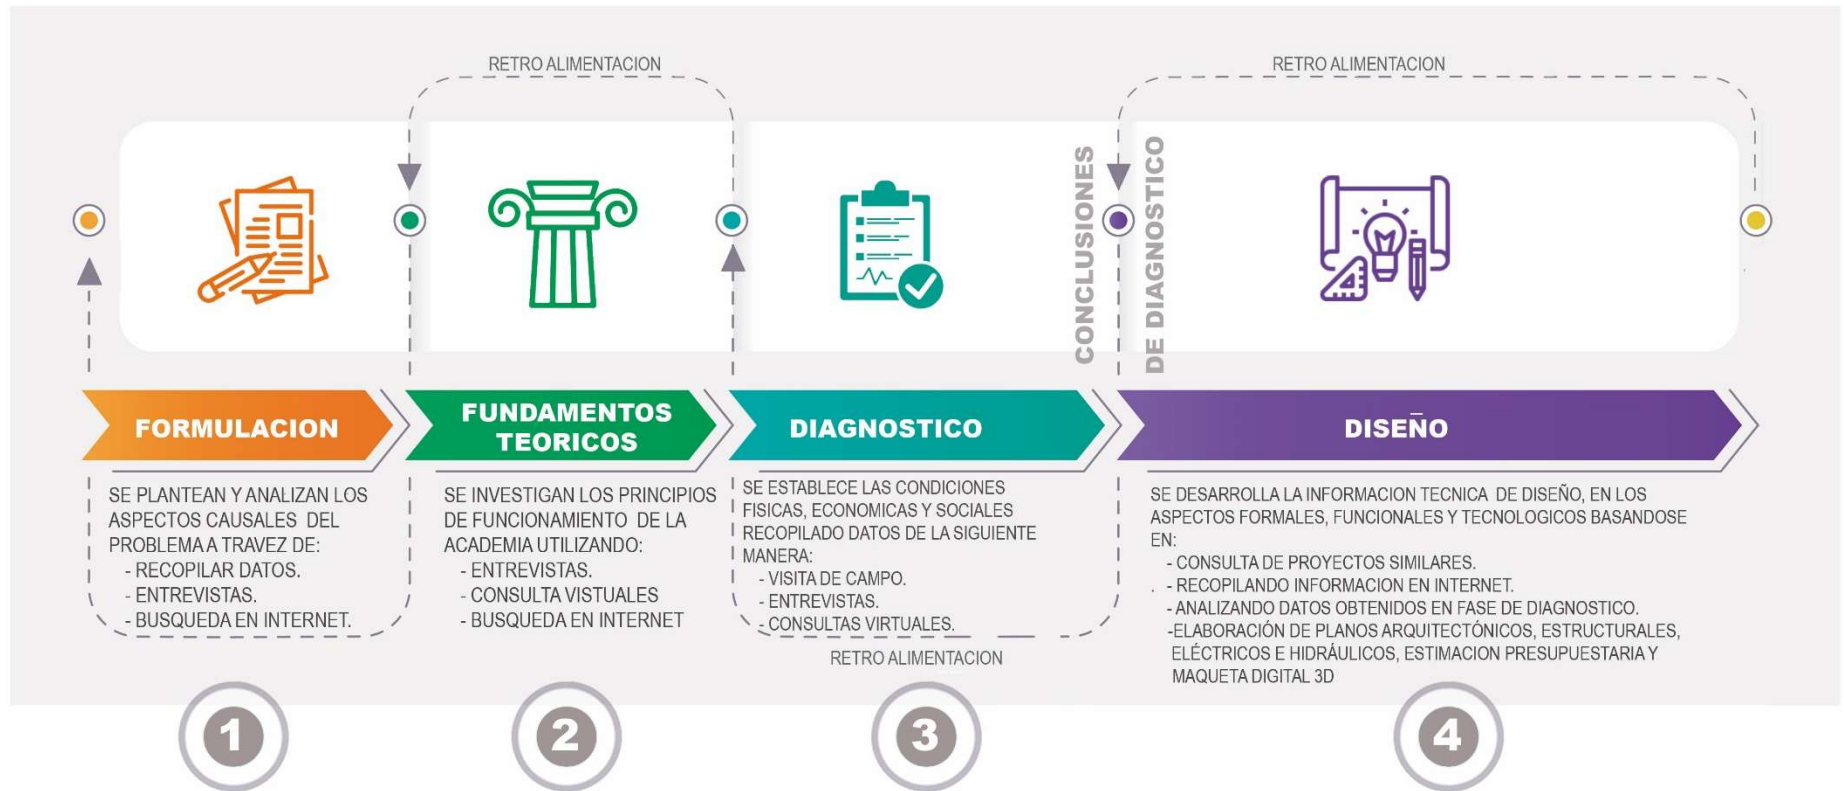 RETRO ALIMENTACION
RETRO ALIMENTACION
CONCLUSIONES
DE DIAGNOSTICO
FORMULACION
SE PLANTEAN Y ANALIZAN LOS
ASPECTOS CAUSALES DEL
PROBLEMA A TRAVEZ DE:
- RECOPILAR DATOS.
- ENTREVISTAS.
- BUSQUEDA EN INTERNET.
1
FUNDAMENTOS
TEORICOS
SE INVESTIGAN LOS PRINCIPIOS
DE FUNCIONAMIENTO DE LA
ACADEMIA UTILIZANDO:
- ENTREVISTAS.
- CONSULTA VISTUALES
- BUSQUEDA EN INTERNET
2
DIAGNOSTICO
SE ESTABLECE LAS CONDICIONES
FISICAS, ECONOMICAS Y SOCIALES
RECOPILADO DATOS DE LA SIGUIENTE
MANERA:
- VISITA DE CAMPO.
- ENTREVISTAS.
- CONSULTAS VIRTUALES.
RETRO ALIMENTACION
3
DISEÑO
SE DESARROLLA LA INFORMACION TECNICA DE DISEÑO, EN LOS
ASPECTOS FORMALES, FUNCIONALES Y TECNOLOGICOS BASANDOSE
EN:
- CONSULTA DE PROYECTOS SIMILARES.
. - RECOPILANDO INFORMACION EN INTERNET.
- ANALIZANDO DATOS OBTENIDOS EN FASE DE DIAGNOSTICO.
-ELABORACIÓN DE PLANOS ARQUITECTÓNICOS, ESTRUCTURALES,
ELÉCTRICOS E HIDRÁULICOS, ESTIMACION PRESUPUESTARIA Y
MAQUETA DIGITAL 3D
4